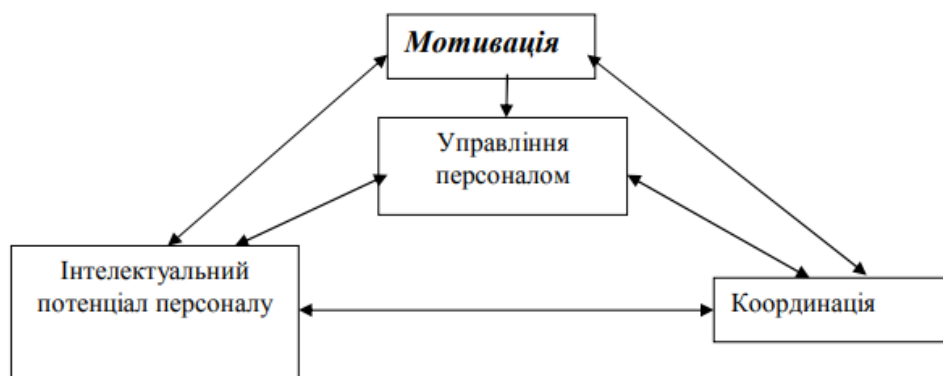 Мотивація
Управління
персоналом
Інтелектуальний
потенціал персоналу
Координація